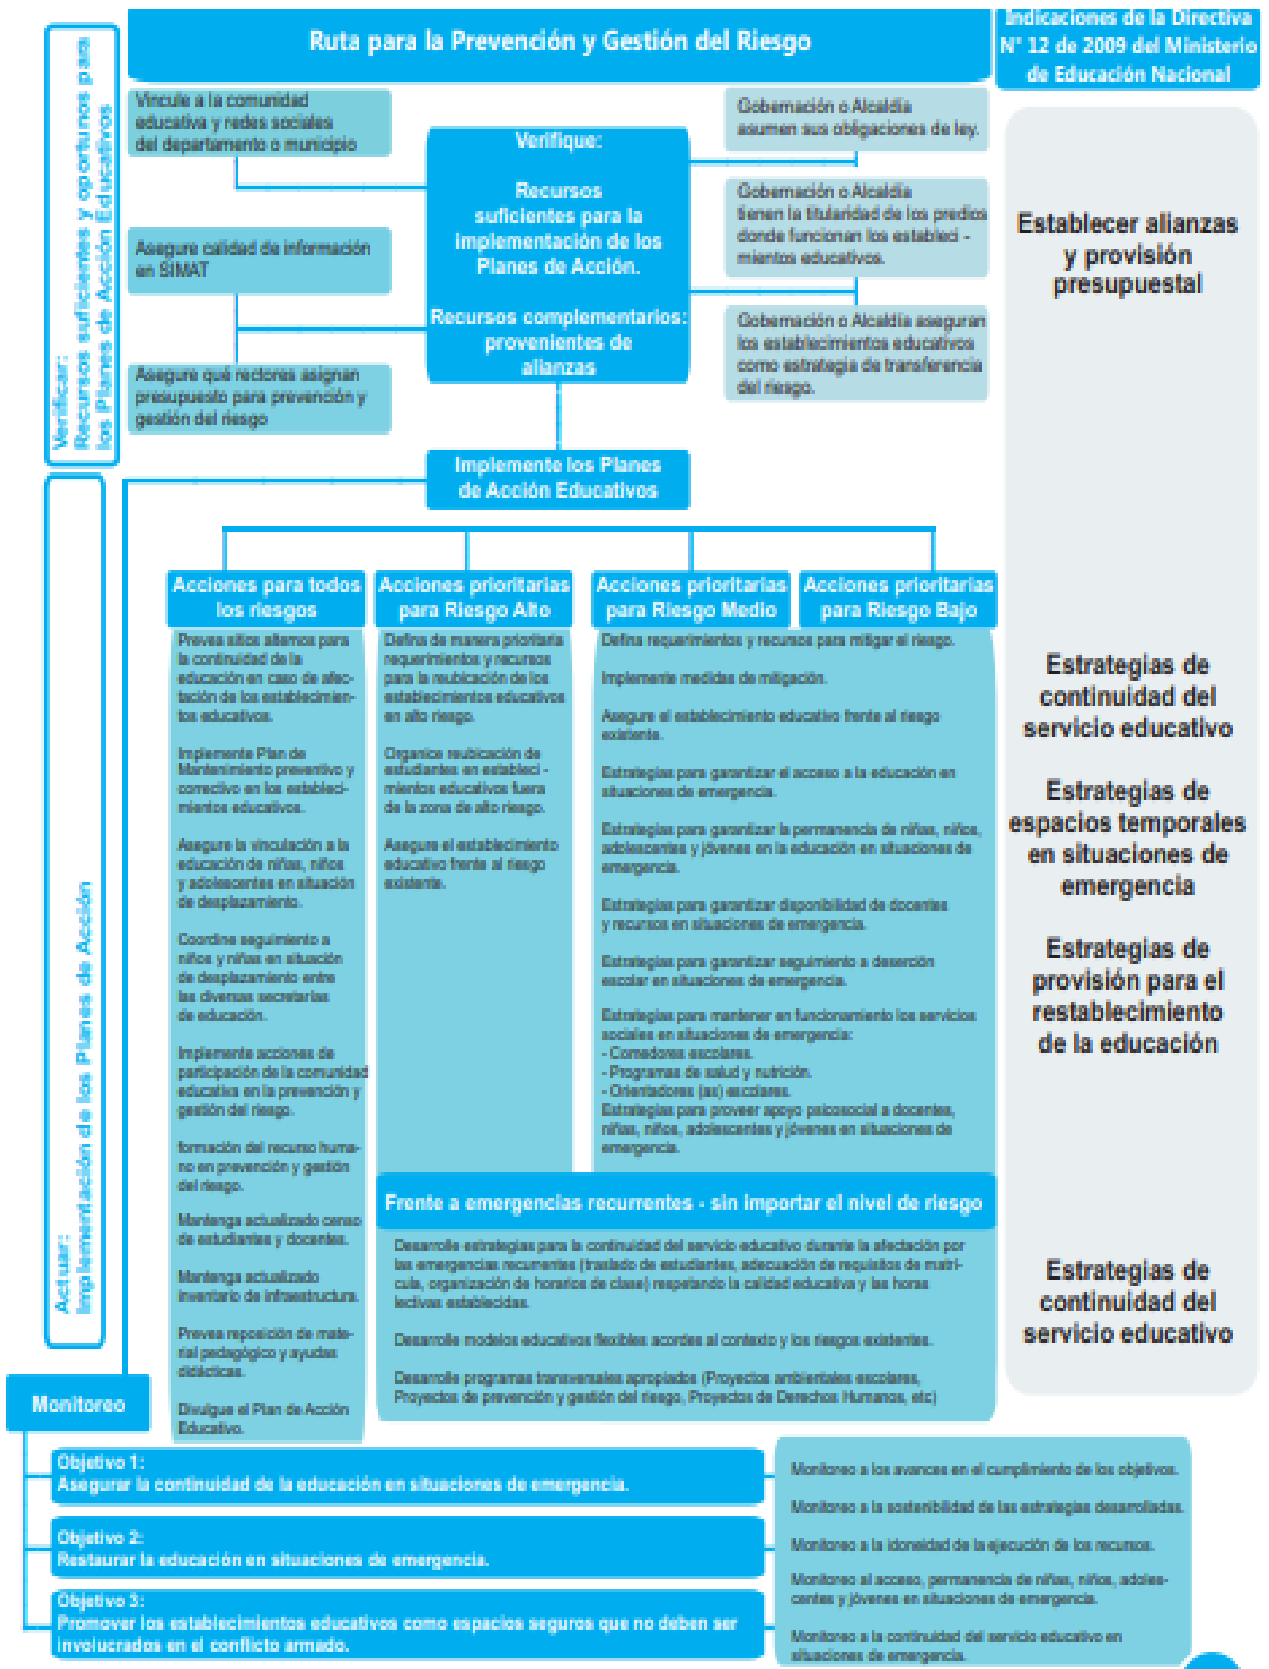 Ruta para la Prevención y Gestión del Riesgo
Indicaciones de la Directiva
N° 12 de 2009 del Ministerio
de Educación Nacional
Verificar:
Recursos suficientes y oportunos para
los Planes de Acción Educativos
Vincule a la comunidad
educativa y redes sociales
del departamento o municipio
Asegure calidad de información
en SIMAT
Asegure qué rectores asignan
presupuesto para prevención y
gestión del riesgo
Verifique:
Recursos
suficientes para la
implementación de los
Planes de Acción.
Recursos complementarios:
provenientes de
alianzas
Gobernación o Alcaldía
asumen sus obligaciones de ley.
Gobernación o Alcaldía
tienen la titularidad de los predios
donde funcionan los estableci -
mientos educativos.
Gobernación o Alcaldía aseguran
los establecimientos educativos
como estrategia de transferencia
del riesgo.
Establecer alianzas
y provisión
presupuestal
Implemente los Planes
de Acción Educativos
Actuar:
Implementación de los Planes de Acción
Acciones para todos
los riesgos
Prevea sitios alternos para
la continuidad de la
educación en caso de afec-
tación de los establecimien-
tos educativos.
Implemente Plan de
Mantenimiento preventivo y
correctivo en los estableci-
mientos educativos.
Asegure la vinculación a la
educación de niñas, niños
y adolescentes en situación
de desplazamiento.
Coordine seguimiento a
niños y niñas en situación
de desplazamiento entre
las diversas secretarías
de educación.
Implemente acciones de
participación de la comunidad
educativa en la prevención y
gestión del riesgo.
formación del recurso huma-
no en prevención y gestión
del riesgo.
Mantenga actualizado censo
de estudiantes y docentes.
Mantenga actualizado
inventario de infraestructura.
Prevea reposición de mate-
rial pedagógico y ayudas
didácticas.
Divulgue el Plan de Acción
Educativo.
Acciones prioritarias
para Riesgo Alto
Defina de manera prioritaria
requerimientos y recursos
para la reubicación de los
establecimientos educativos
en alto riesgo.
Organice reubicación de
estudiantes en estableci -
mientos educativos fuera
de la zona de alto riesgo.
Asegure el establecimiento
educativo frente al riesgo
existente.
Acciones prioritarias
para Riesgo Medio
Acciones prioritarias
para Riesgo Bajo
Defina requerimientos y recursos para mitigar el riesgo.
Implemente medidas de mitigación.
Asegure el establecimiento educativo frente al riesgo
existente.
Estrategias para garantizar el acceso a la educación en
situaciones de emergencia.
Estrategias para garantizar la permanencia de niñas, niños,
adolescentes y jóvenes en la educación en situaciones de
emergencia.
Estrategias para garantizar disponibilidad de docentes
y recursos en situaciones de emergencia.
Estrategias para garantizar seguimiento a deserción
escolar en situaciones de emergencia.
Estrategias para mantener en funcionamiento los servicios
sociales en situaciones de emergencia:
- Comedores escolares.
- Programas de salud y nutrición.
- Orientadores (as) escolares.
Estrategias para proveer apoyo psicosocial a docentes,
niñas, niños, adolescentes y jóvenes en situaciones de
emergencia.
Estrategias de
continuidad del
servicio educativo
Estrategias de
espacios temporales
en situaciones de
emergencia
Estrategias de
provisión para el
restablecimiento
de la educación
Frente a emergencias recurrentes - sin importar el nivel de riesgo
Desarrolle estrategias para la continuidad del servicio educativo durante la afectación por
las emergencias recurrentes (traslado de estudiantes, adecuación de requisitos de matrí-
cula, organización de horarios de clase) respetando la calidad educativa y las horas
lectivas establecidas.
Desarrolle modelos educativos flexibles acordes al contexto y los riesgos existentes.
Desarrolle programas transversales apropiados (Proyectos ambientales escolares,
Proyectos de prevención y gestión del riesgo, Proyectos de Derechos Humanos, etc)
Estrategias de
continuidad del
servicio educativo
Monitoreo
Objetivo 1:
Asegurar la continuidad de la educación en situaciones de emergencia.
Objetivo 2:
Restaurar la educación en situaciones de emergencia.
Objetivo 3:
Promover los establecimientos educativos como espacios seguros que no deben ser
involucrados en el conflicto armado.
Monitoreo a los avances en el cumplimiento de los objetivos.
Monitoreo a la sostenibilidad de las estrategias desarrolladas.
Monitoreo a la idoneidad de la ejecución de los recursos.
Monitoreo al acceso, permanencia de niñas, niños, adoles-
centes y jóvenes en situaciones de emergencia.
Monitoreo a la continuidad del servicio educativo en
situaciones de emergencia.